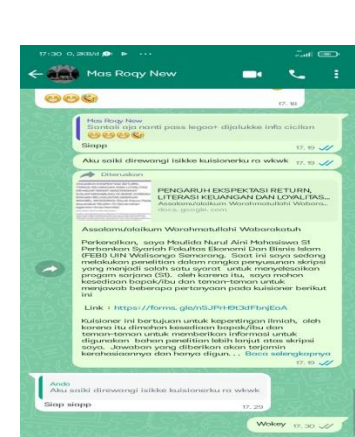 17:30
Mas Roqy New
17.18
Mas Roqy New
Santai aja nanti pass legaor dijalukke info cicilan
Siapp
17.19
Aku saiki direwangi isikke kuisionerku ra wkwk
17.19
Diteruskan
PENGARUH EKSPEKTASI RETURN,
LITERASI KEUANGAN DAN LOYALITAS...
Assalamu'alaikum Warahmatullahi Wabara...
docs.google.com
Assalamu'alaikum Warahmatullahi Wabarakatuh
Perkenalkan, saya Maulida Nurul Aini Mahasiswa S1
Perbankan Syariah Fakultas Ekonomi Dan Bisnis Islam
(FEBI) UIN Walisongo Semarang. Saat ini saya sedang
melakukan penelitian dalam rangka penyusunan skripsi
yang menjadi salah satu syarat untuk menyelesaikan
progam sarjana (S1). oleh karena itu, saya mohon
kesediaan bapak/ibu dan teman-teman untuk
menjawab beberapa pertanyaan pada kuisioner berikut
ini
Link : https://forms.gle/
Kuisioner ini bertujuan untuk kepentingan ilmiah, oleh
karena itu dimohon kesediaan bapak/ibu dan
teman-teman untuk memberikan informasi untuk
digunakan bahan penelitian lebih lanjut atas skripsi
saya. Jawaban yang diberikan akan terjamin
kerahasiaannya dan hanya digun... Baca selengkapnya
17.19
Anda
Aku saiki direwangi isikke kuisionerku ra wkwk
Siap siapp
17.29
Wokey 17.30